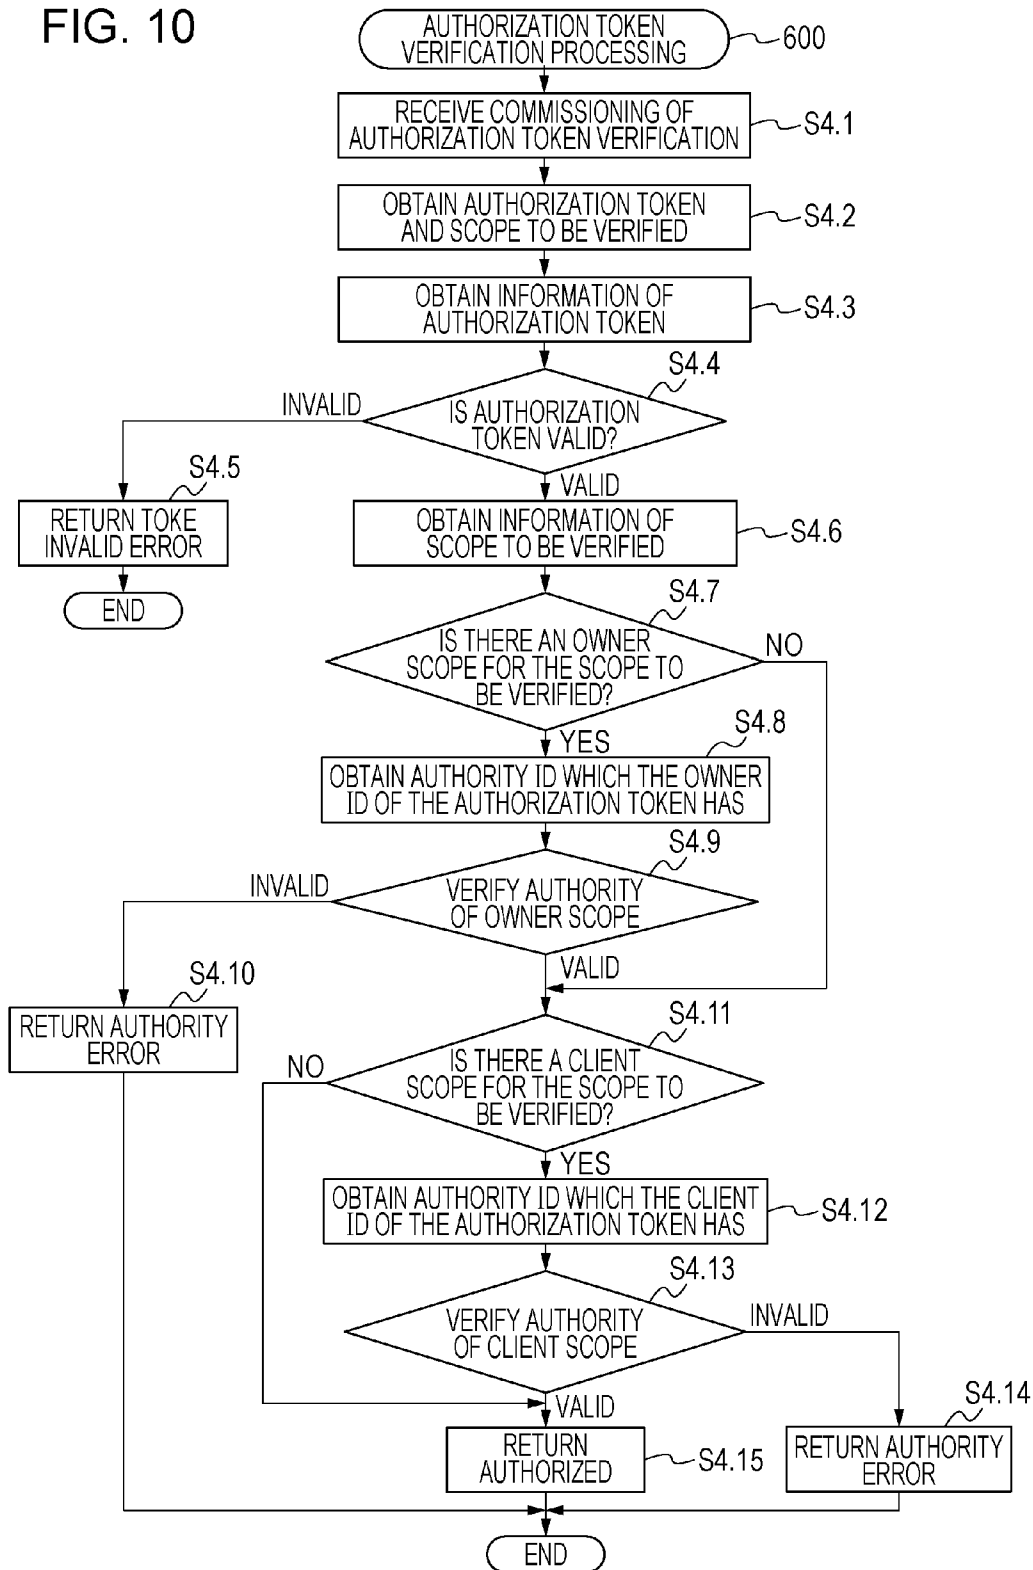 FIG. 10
AUTHORIZATION TOKEN
VERIFICATION PROCESSING
600
RECEIVE COMMISSIONING OF
AUTHORIZATION TOKEN VERIFICATION
S4.1
OBTAIN AUTHORIZATION TOKEN
AND SCOPE TO BE VERIFIED
S4.2
OBTAIN INFORMATION OF
AUTHORIZATION TOKEN
S4.3
S4.4
INVALID
IS AUTHORIZATION
TOKEN VALID?
VALID
S4.5
RETURN TOKE
INVALID ERROR
END
OBTAIN INFORMATION OF
SCOPE TO BE VERIFIED
S4.6
S4.7
IS THERE AN OWNER
SCOPE FOR THE SCOPE TO
BE VERIFIED?
NO
YES
S4.8
OBTAIN AUTHORITY ID WHICH THE OWNER
ID OF THE AUTHORIZATION TOKEN HAS
S4.9
INVALID
VERIFY AUTHORITY
OF OWNER SCOPE
VALID
S4.10
RETURN AUTHORITY
ERROR
S4.11
NO
IS THERE A CLIENT
SCOPE FOR THE SCOPE TO
BE VERIFIED?
YES
OBTAIN AUTHORITY ID WHICH THE CLIENT
ID OF THE AUTHORIZATION TOKEN HAS
S4.12
S4.13
VERIFY AUTHORITY
OF CLIENT SCOPE
INVALID
VALID
S4.14
RETURN AUTHORITY
ERROR
RETURN
AUTHORIZED
S4.15
END